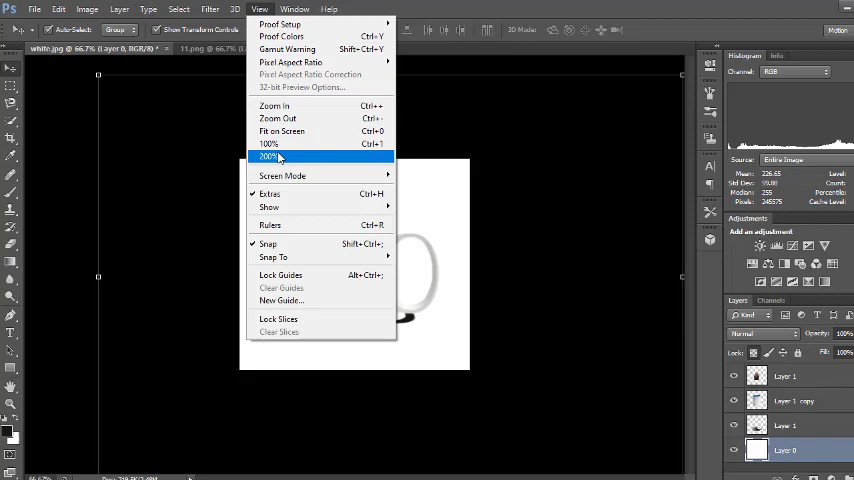 Ps File Edit Image Layer Type Select Filter 3D View Window Help
Auto-Select: Group Show Transform Controls 3D Mode: Motion
white.jpg @ 66.7% (Layer 0, RGB/8) * 11.png @ 66.7%
Proof Setup
Proof Colors Ctrl+Y
Gamut Warning Shift+Ctrl+Y
Pixel Aspect Ratio
Pixel Aspect Ratio Correction
32-bit Preview Options...
Zoom In Ctrl++
Zoom Out Ctrl+-
Fit on Screen Ctrl+0
100% Ctrl+1
200%
Screen Mode
Extras Ctrl+H
Show
Rulers Ctrl+R
Snap Shift+Ctrl+;
Snap To
Lock Guides Alt+Ctrl+;
Clear Guides
New Guide...
Lock Slices
Clear Slices
Histogram Info
Channel: RGB
Source: Entire Image
Mean: 226.65
Std Dev: 59.88
Median: 255
Pixels: 245575
Level:
Count:
Percentile:
Cache Level:
Adjustments
Add an adjustment
Layers Channels
Kind
Normal Opacity: 100%
Lock: Fill: 100%
Layer 1
Layer 1 copy
Layer 1
Layer 0